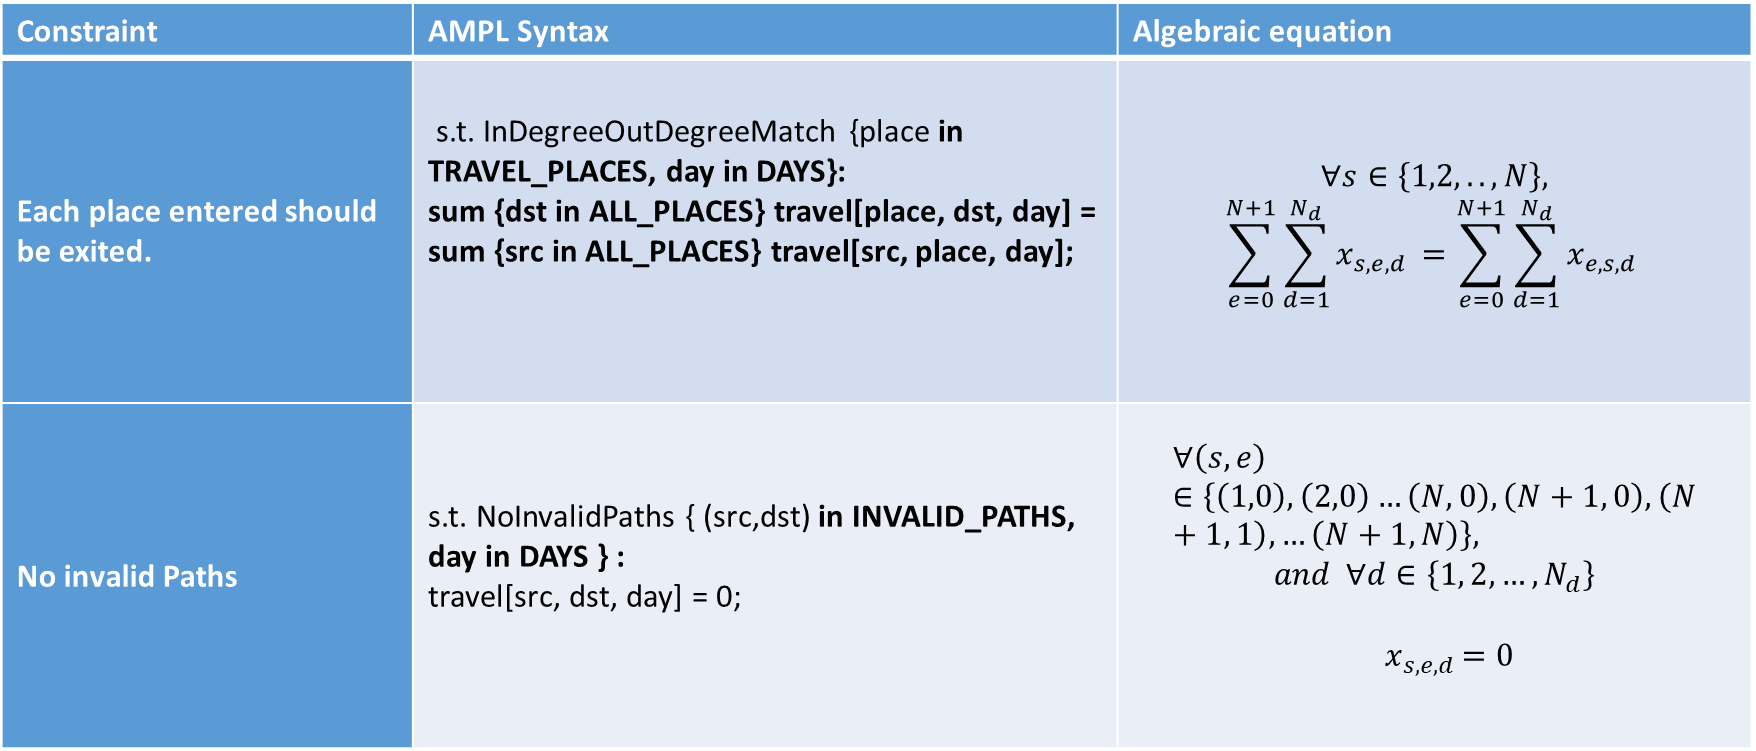 Constraint
AMPL Syntax
Algebraic equation
Each place entered should
be exited.
s.t. InDegreeOutDegreeMatch {place in
TRAVEL_PLACES, day in DAYS}:
sum {dst in ALL_PLACES} travel[place, dst, day] =
sum {src in ALL_PLACES} travel[src, place, day];
∀s ∈ {1,2, . . , N},
∑_{e=0}^{N+1} ∑_{d=1}^{N_d} x_{s,e,d} = ∑_{e=0}^{N+1} ∑_{d=1}^{N_d} x_{e,s,d}
No invalid Paths
s.t. NoInvalidPaths { (src,dst) in INVALID_PATHS,
day in DAYS } :
travel[src, dst, day] = 0;
∀(s, e)
∈ {(1,0), (2,0) … (N, 0), (N + 1, 0), (N
+ 1, 1), … (N + 1, N)},
and ∀d ∈ {1, 2, … , N_d}
x_{s,e,d} = 0